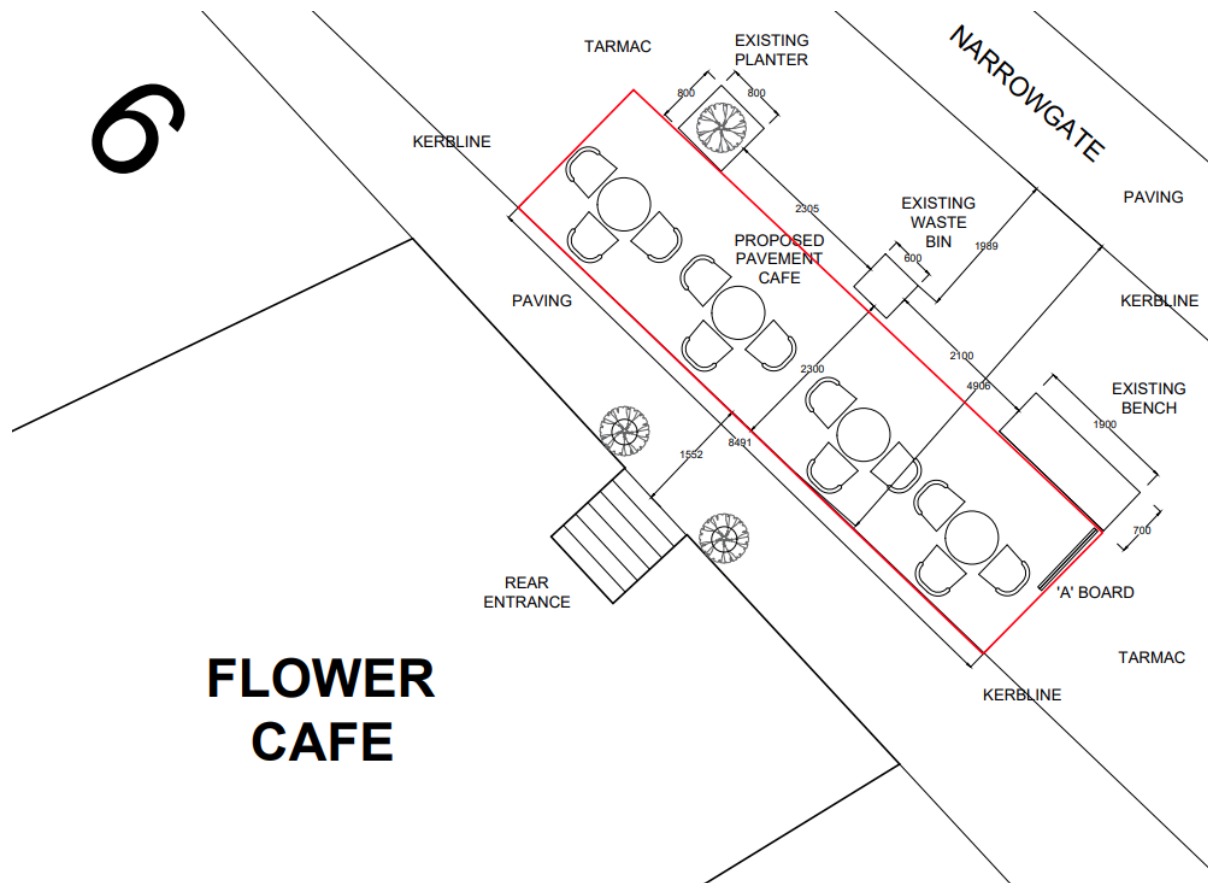 TARMAC
EXISTING
PLANTER
NARROWGATE
800
800
6
KERBLINE
PAVING
EXISTING
WASTE
BIN
2305
PROPOSED
PAVEMENT
CAFE
600
1989
PAVING
KERBLINE
2300
2100
4906
EXISTING
BENCH
1900
1552
8491
700
REAR
ENTRANCE
'A' BOARD
TARMAC
FLOWER
CAFE
KERBLINE